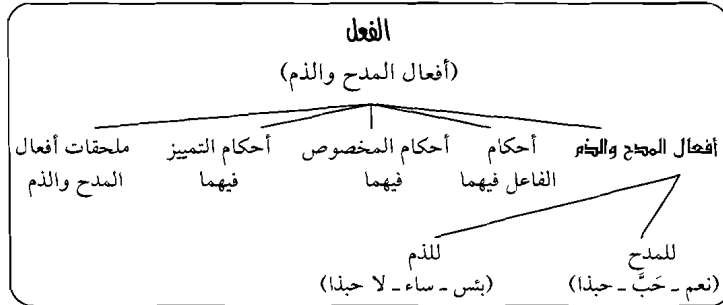 الفعل
(أفعال المدح والذم)
أفعال المدح والذم أحكام أحكام المخصوص أحكام التمييز ملحقات أفعال
الفاعل فيهما فيهما فيهما المدح والذم
للمدح للذم
(نعم ـ حَبَّ ـ حبذا) (بئس ـ ساء ـ لا حبذا)